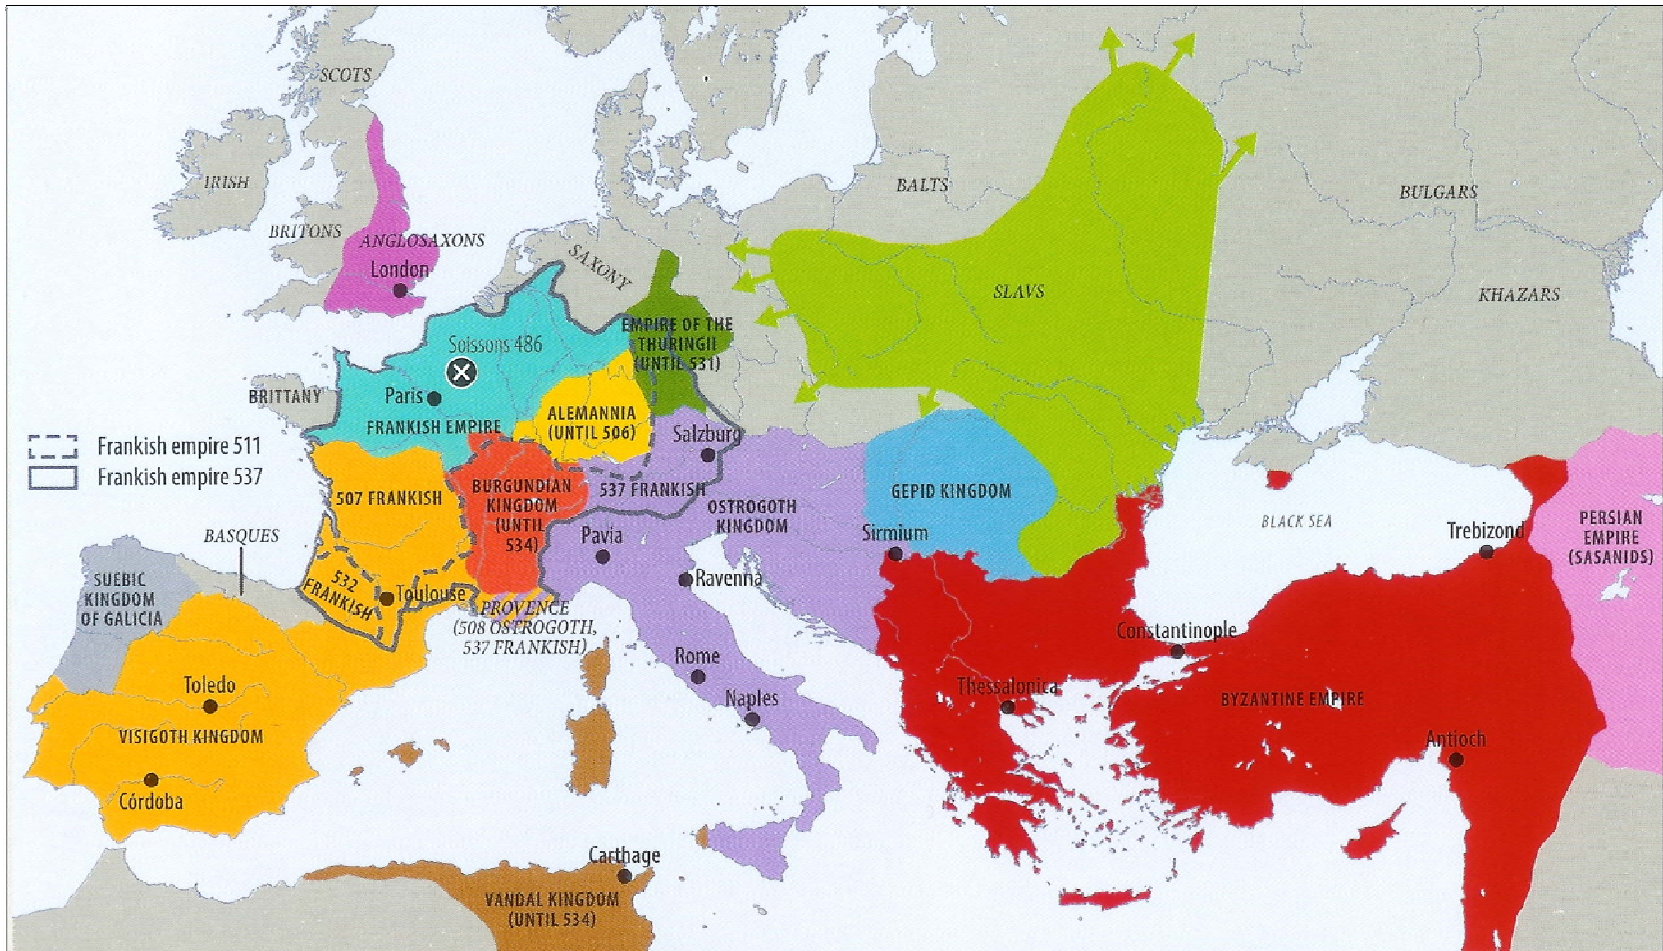 SCOTS
IRISH
BRITONS
ANGLOSAXONS
London
SAXONY
BALTS
BULGARS
KHAZARS
SLAVS
EMPIRE OF THE
THURINGII
(UNTIL 531)
Soissons 486
Paris
BRITTANY
FRANKISH EMPIRE
ALEMANNIA
(UNTIL 506)
Salzburg
Frankish empire 511
Frankish empire 537
507 FRANKISH
BURGUNDIAN
KINGDOM
(UNTIL
534)
537 FRANKISH
OSTROGOTH
KINGDOM
GEPID KINGDOM
Sirmium
BLACK SEA
Trebizond
PERSIAN
EMPIRE
(SASANIDS)
BASQUES
Pavia
Ravenna
SUEBIC
KINGDOM
OF GALICIA
532
FRANKISH
Toulouse
PROVENCE
(508 OSTROGOTH,
537 FRANKISH)
Constantinople
Rome
Naples
Thessalonica
BYZANTINE EMPIRE
Toledo
VISIGOTH KINGDOM
Córdoba
Antioch
Carthage
VANDAL KINGDOM
(UNTIL 534)